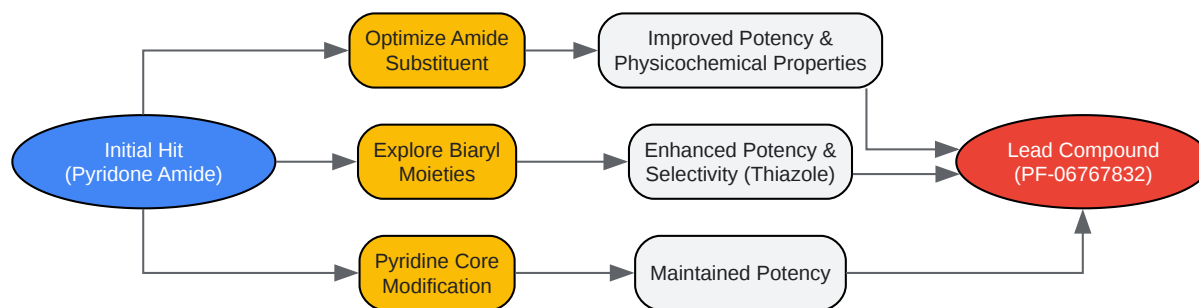 Optimize Amide
Substituent
Improved Potency &
Physicochemical Properties
Initial Hit
(Pyridone Amide)
Explore Biaryl
Moieties
Enhanced Potency &
Selectivity (Thiazole)
Lead Compound
(PF-06767832)
Pyridine Core
Modification
Maintained Potency